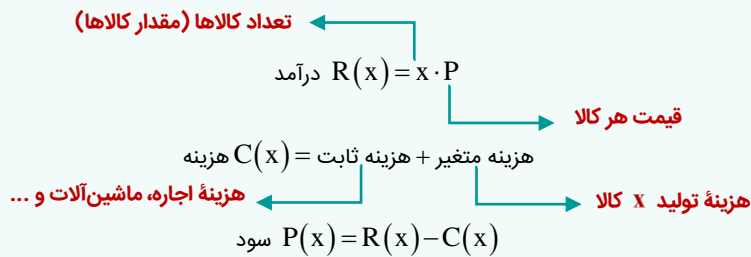 تعداد کالاها (مقدار کالاها)
درآمد R(x) = x · P
قیمت هر کالا
هزینه C(x) = هزینه ثابت + هزینه متغیر
هزینهٔ اجاره، ماشین‌آلات و ...
هزینهٔ تولید x کالا
سود P(x) = R(x) − C(x)